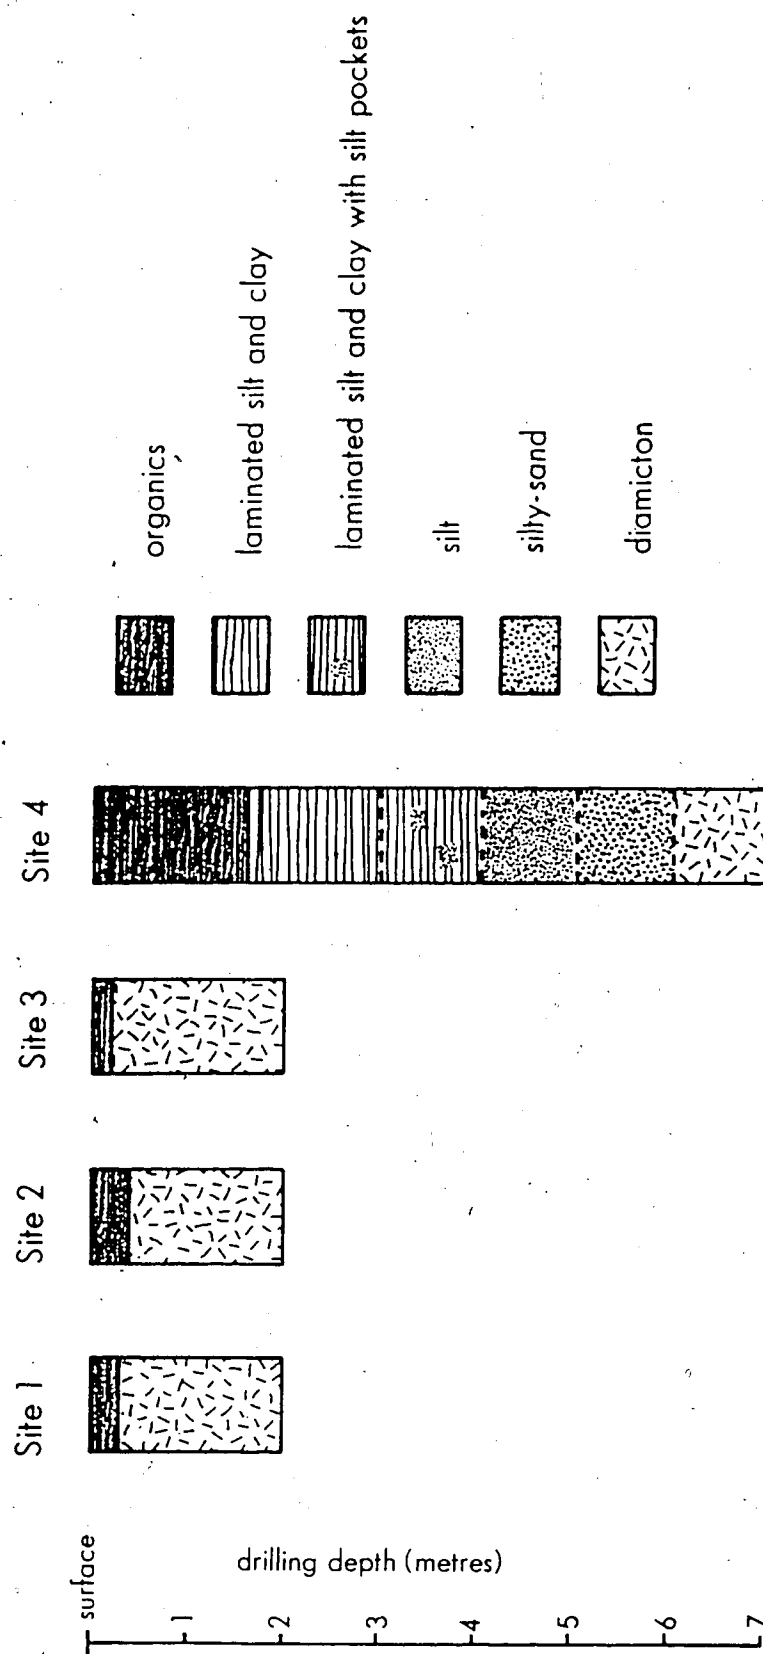 Site 1
Site 2
Site 3
Site 4
surface
1
2
3
4
5
6
7
drilling depth (metres)
organics
laminated silt and clay
laminated silt and clay with silt pockets
silt
silty-sand
diamicton